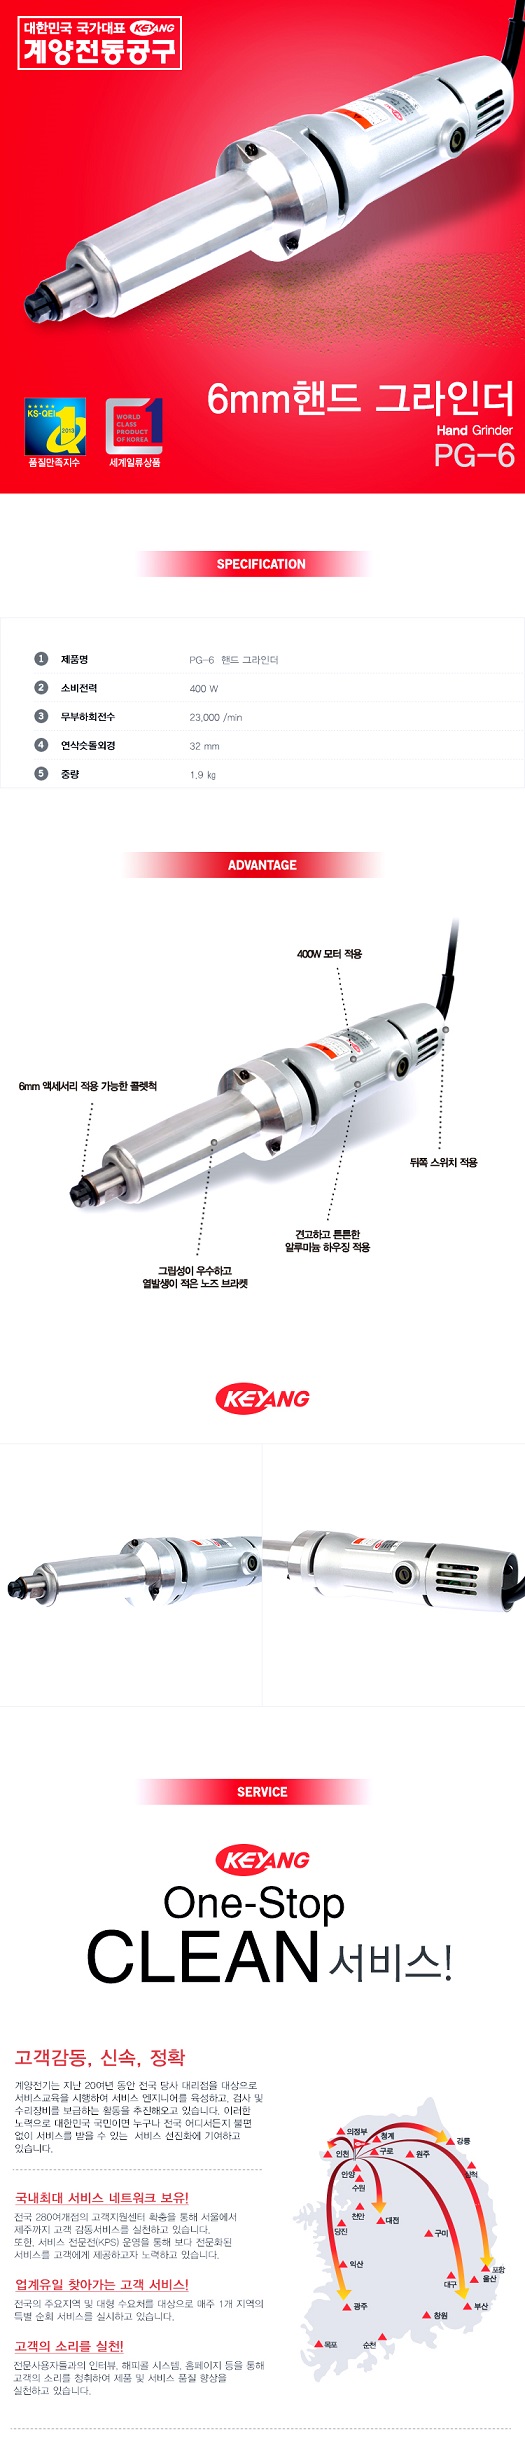 대한민국 국가대표 KEYANG
계양전동공구
KS-QEI
2013
품질만족지수
WORLD
CLASS
PRODUCT
OF KOREA
1
세계일류상품
6mm핸드 그라인더
Hand Grinder
PG-6
SPECIFICATION
1 제품명 PG-6 핸드 그라인더
2 소비전력 400 W
3 무부하회전수 23,000 /min
4 연삭숫돌외경 32 mm
5 중량 1.9 kg
ADVANTAGE
400W 모터 적용
6mm 액세서리 적용 가능한 콜렛척
뒤쪽 스위치 적용
견고하고 튼튼한
알루미늄 하우징 적용
그립성이 우수하고
열발생이 적은 노즈 브라켓
KEYANG
SERVICE
KEYANG
One-Stop
CLEAN 서비스!
고객감동, 신속, 정확
계양전기는 지난 20여년 동안 전국 당사 대리점을 대상으로
서비스교육을 시행하여 서비스 엔지니어를 육성하고, 검사 및
수리장비를 보급하는 활동을 추진해오고 있습니다. 이러한
노력으로 대한민국 국민이면 누구나 전국 어디서든지 불편
없이 서비스를 받을 수 있는 서비스 선진화에 기여하고
있습니다.
국내최대 서비스 네트워크 보유!
전국 280여개점의 고객지원센터 확충을 통해 서울에서
제주까지 고객 감동서비스를 실천하고 있습니다.
또한, 서비스 전문전(KPS) 운영을 통해 보다 전문화된
서비스를 고객에게 제공하고자 노력하고 있습니다.
업계유일 찾아가는 고객 서비스!
전국의 주요지역 및 대형 수요처를 대상으로 매주 1개 지역의
특별 순회 서비스를 실시하고 있습니다.
고객의 소리를 실천!
전문사용자들과의 인터뷰, 해피콜 시스템, 홈페이지 등을 통해
고객의 소리를 청취하여 제품 및 서비스 품질 향상을
실천하고 있습니다.
의정부
청계
강릉
인천
구로
원주
안양
삼척
수원
천안
대전
당진
구미
익산
포항
대구
울산
광주
부산
창원
목포
순천